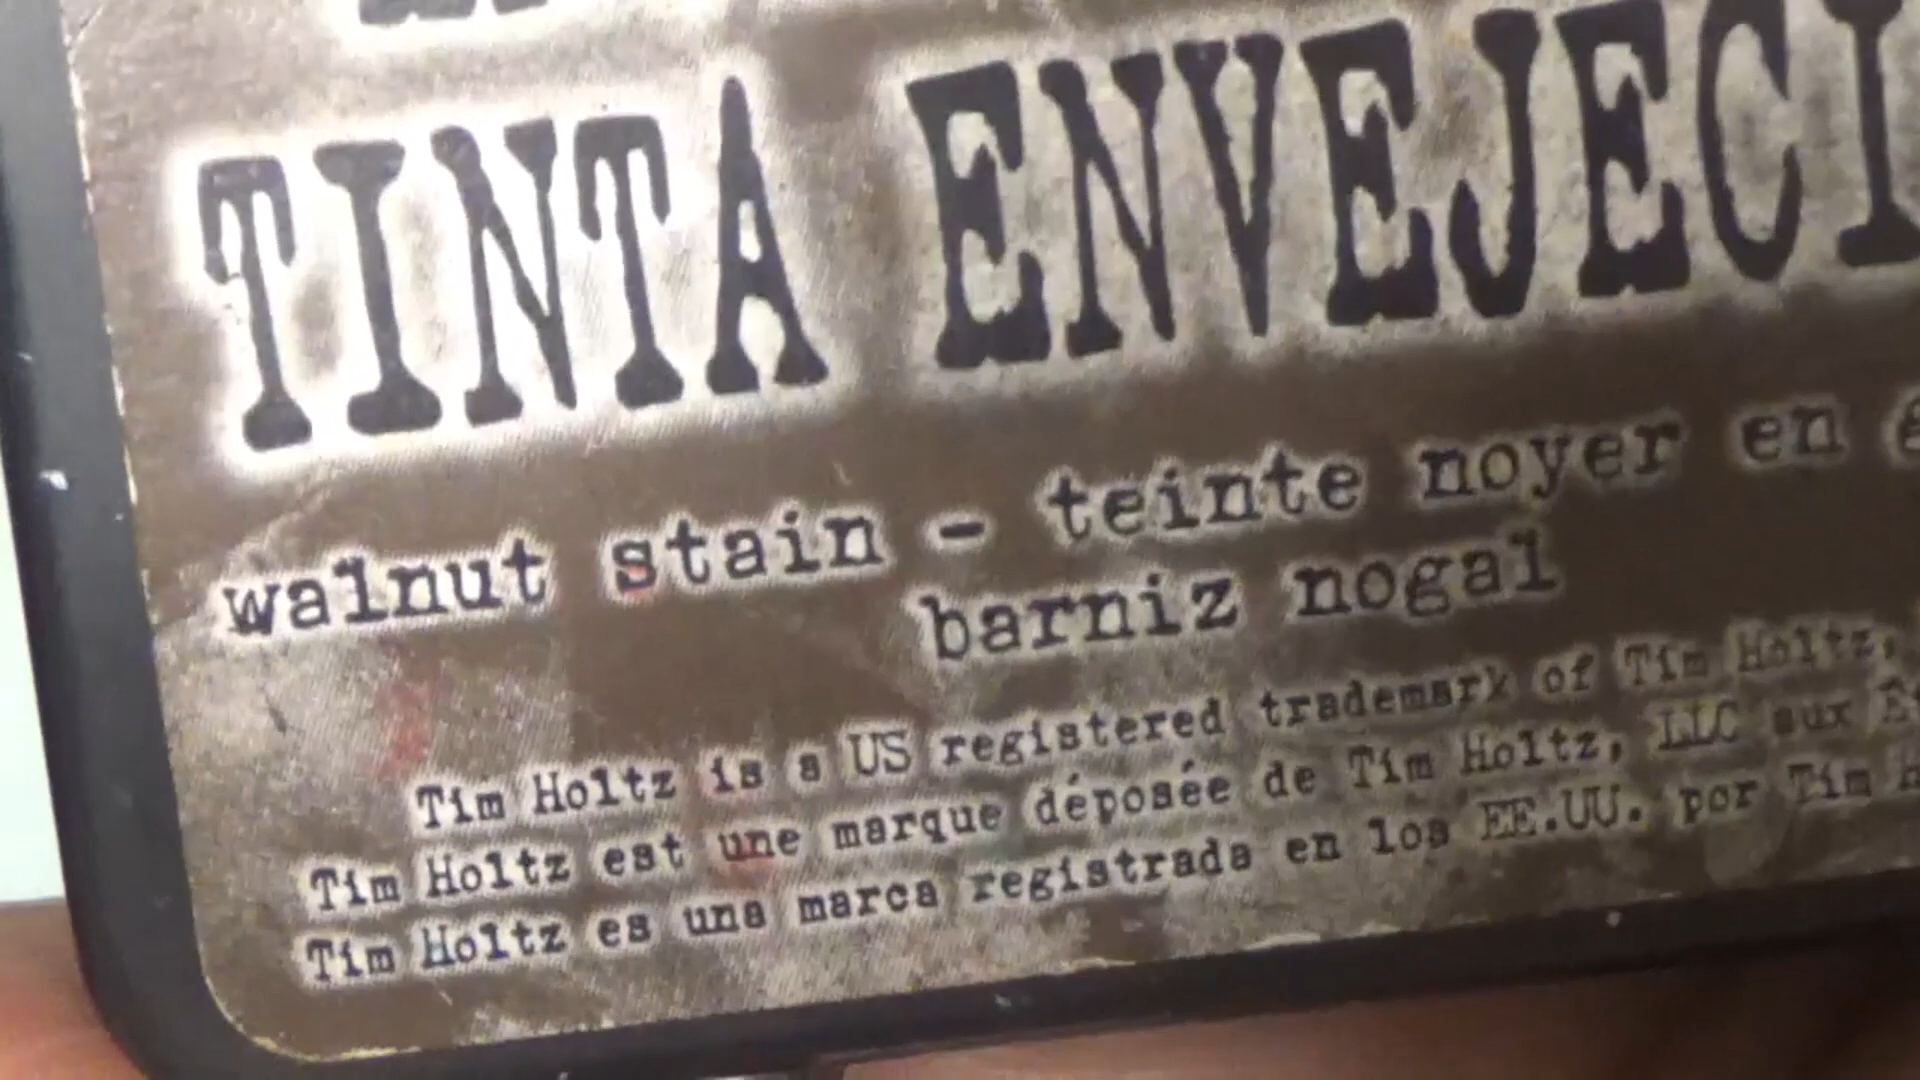 TINTA ENVEJECI
walnut stain - teinte noyer en
barniz nogal
Tim Holtz is a US registered trademark of Tim Holtz,
Tim Holtz est une marque déposée de Tim Holtz, LLC aux
Tim Holtz es una marca registrada en los EE.UU. por Tim